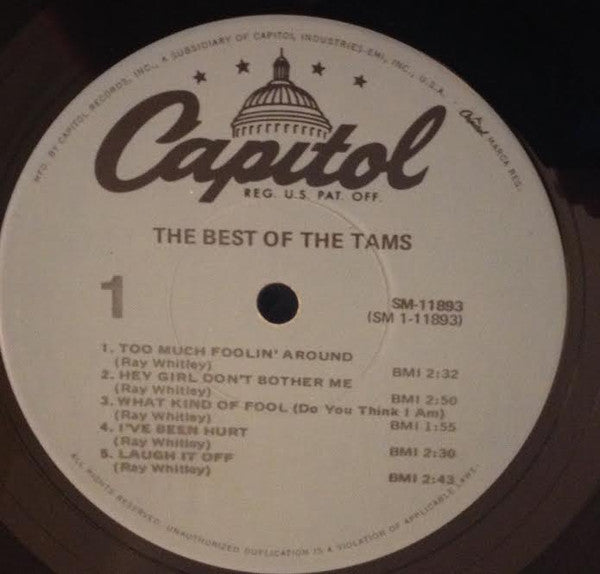 MFD. BY CAPITOL RECORDS, INC., A SUBSIDIARY OF CAPITOL INDUSTRIES-EMI, INC., U.S.A. · Capitol MARCA REG.
Capitol
REG. U.S. PAT. OFF.
THE BEST OF THE TAMS
1
SM-11893
(SM 1-11893)
1. TOO MUCH FOOLIN' AROUND
(Ray Whitley) BMI 2:32
2. HEY GIRL DON'T BOTHER ME
(Ray Whitley) BMI 2:50
3. WHAT KIND OF FOOL (Do You Think I Am)
(Ray Whitley) BMI 1:55
4. I'VE BEEN HURT
(Ray Whitley) BMI 2:30
5. LAUGH IT OFF
(Ray Whitley) BMI 2:43
ALL RIGHTS RESERVED. UNAUTHORIZED DUPLICATION IS A VIOLATION OF APPLICABLE LAWS.